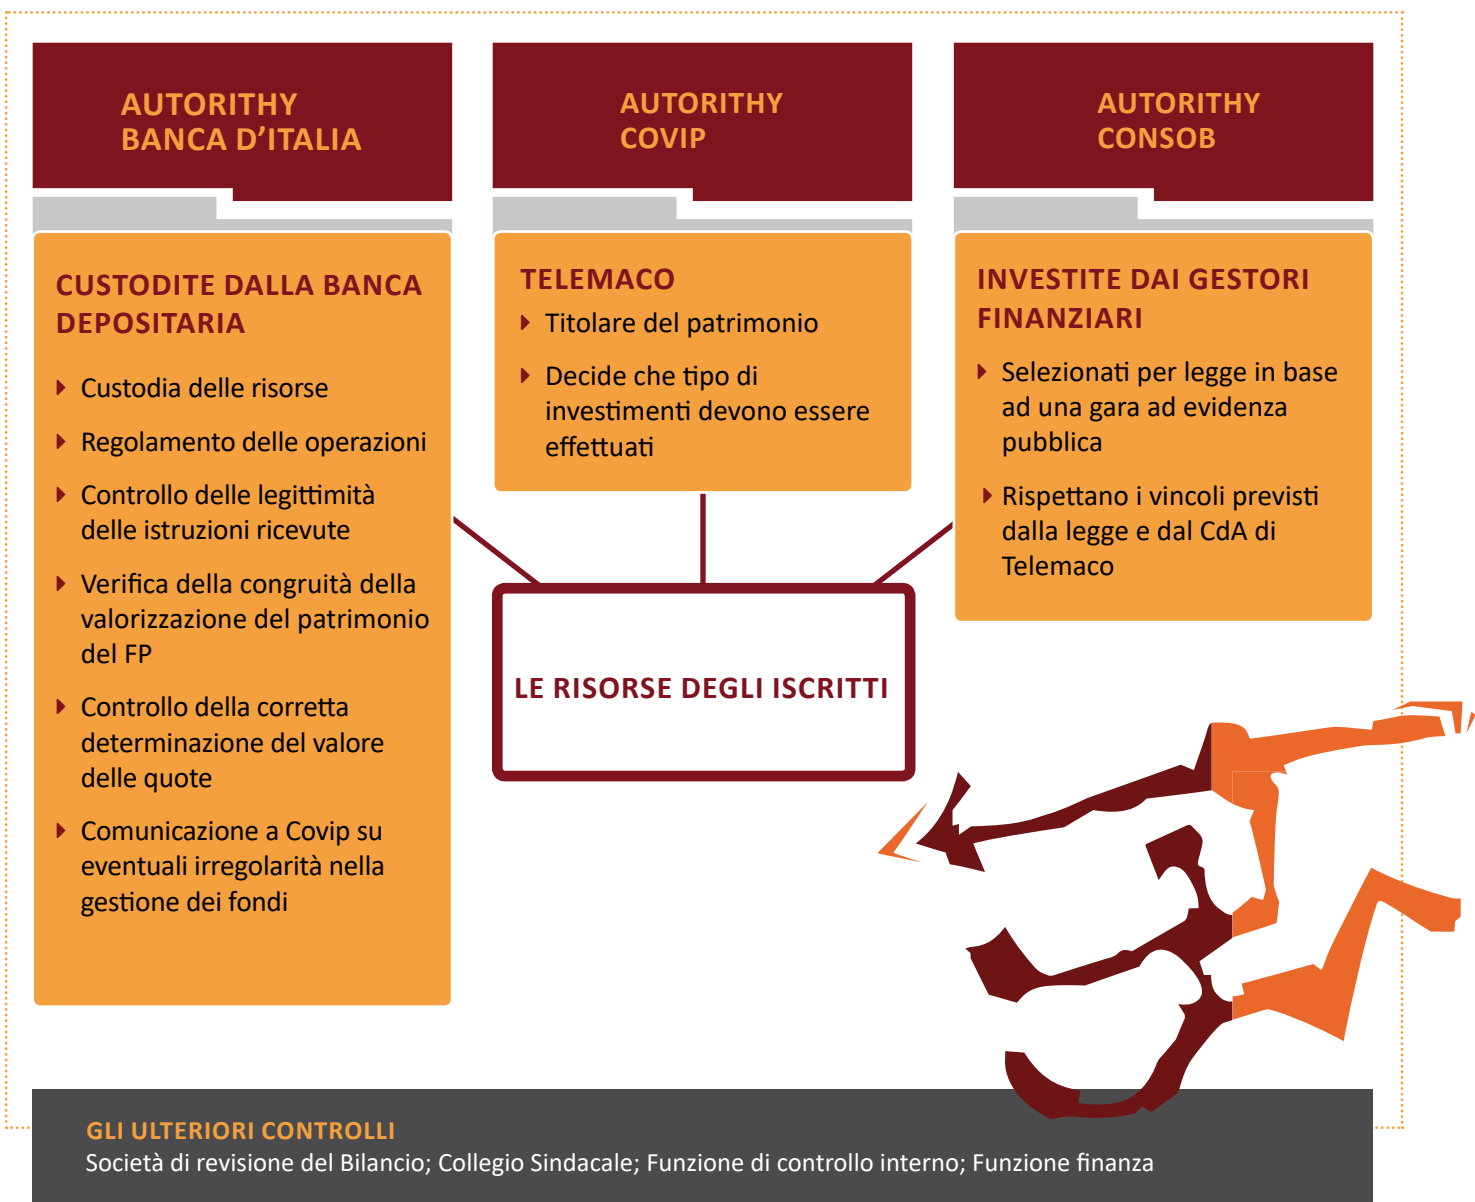 AUTORITHY
BANCA D’ITALIA
CUSTODITE DALLA BANCA
DEPOSITARIA
Custodia delle risorse
Regolamento delle operazioni
Controllo delle legittimità
delle istruzioni ricevute
Verifica della congruità della
valorizzazione del patrimonio
del FP
Controllo della corretta
determinazione del valore
delle quote
Comunicazione a Covip su
eventuali irregolarità nella
gestione dei fondi
AUTORITHY
COVIP
TELEMACO
Titolare del patrimonio
Decide che tipo di
investimenti devono essere
effettuati
AUTORITHY
CONSOB
INVESTITE DAI GESTORI
FINANZIARI
Selezionati per legge in base
ad una gara ad evidenza
pubblica
Rispettano i vincoli previsti
dalla legge e dal CdA di
Telemaco
LE RISORSE DEGLI ISCRITTI
GLI ULTERIORI CONTROLLI
Società di revisione del Bilancio; Collegio Sindacale; Funzione di controllo interno; Funzione finanza